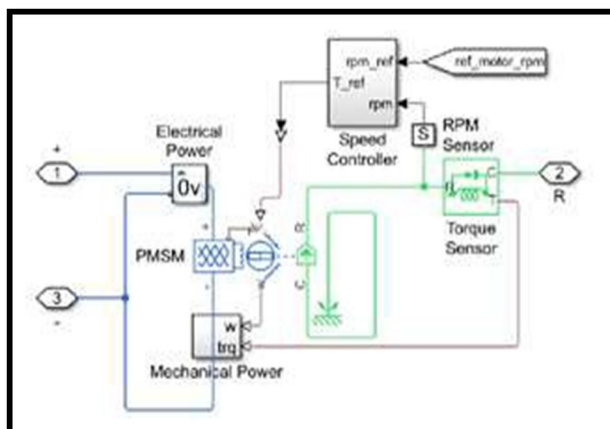 rpm_ref
T_ref
rpm
ref_motor_rpm
Speed
Controller
S
RPM
Sensor
Electrical
Power
0v
+
1
2
R
C
T
Torque
Sensor
R
C
PMSM
+
-
3
-
w
trq
Mechanical Power